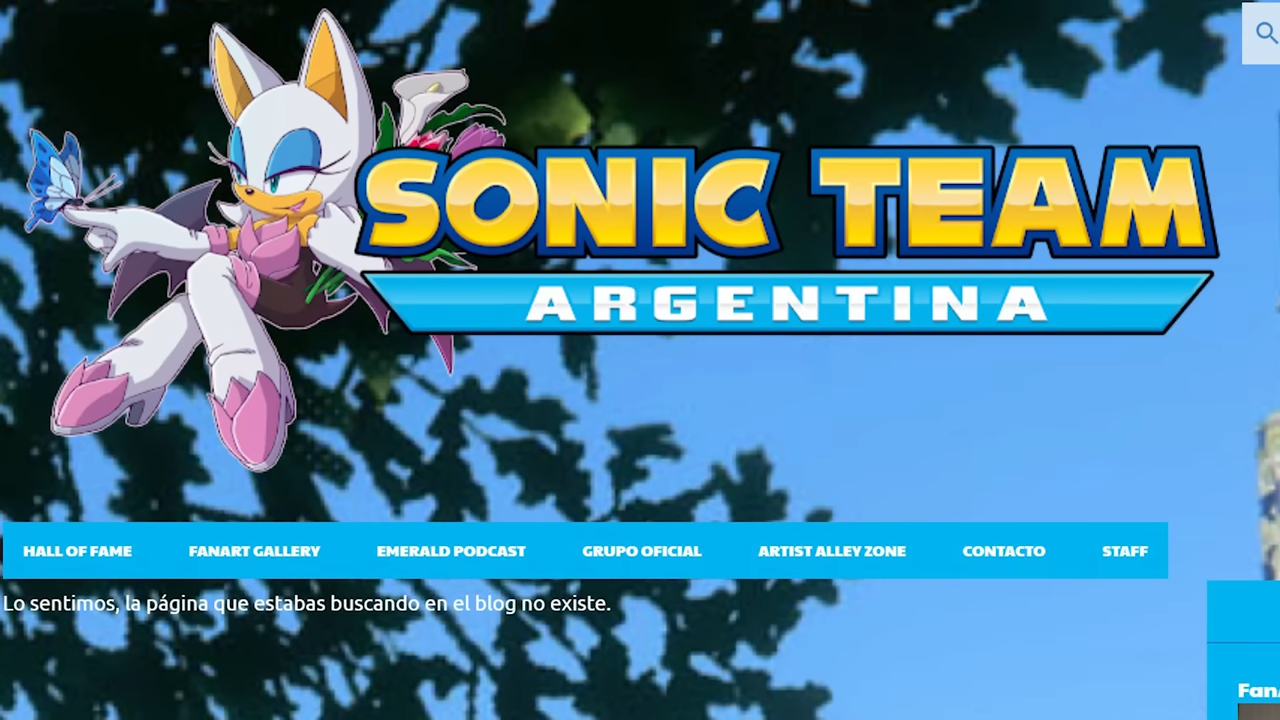 SONIC TEAM
ARGENTINA
HALL OF FAME FANART GALLERY EMERALD PODCAST GRUPO OFICIAL ARTIST ALLEY ZONE CONTACTO STAFF
Lo sentimos, la página que estabas buscando en el blog no existe.